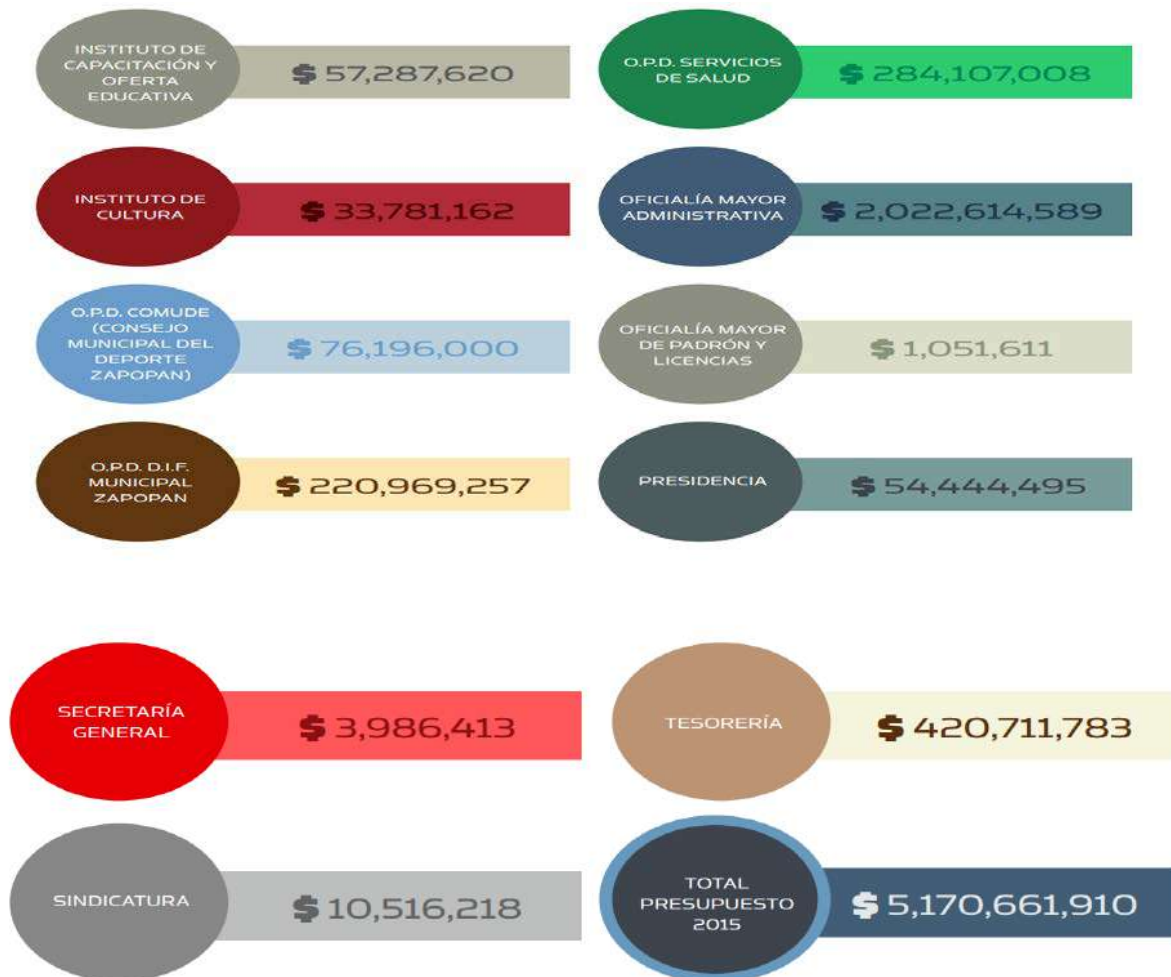 INSTITUTO DE
CAPACITACIÓN Y
OFERTA
EDUCATIVA
$ 57,287,620
O.P.D. SERVICIOS
DE SALUD
$ 284,107,008
INSTITUTO DE
CULTURA
$ 33,781,162
OFICIALÍA MAYOR
ADMINISTRATIVA
$ 2,022,614,589
O.P.D. COMUDE
(CONSEJO
MUNICIPAL DEL
DEPORTE
ZAPOPAN)
$ 76,196,000
OFICIALÍA MAYOR
DE PADRÓN Y
LICENCIAS
$ 1,051,611
O.P.D. D.I.F.
MUNICIPAL
ZAPOPAN
$ 220,969,257
PRESIDENCIA
$ 54,444,495
SECRETARÍA
GENERAL
$ 3,986,413
TESORERÍA
$ 420,711,783
SINDICATURA
$ 10,516,218
TOTAL
PRESUPUESTO
2015
$ 5,170,661,910